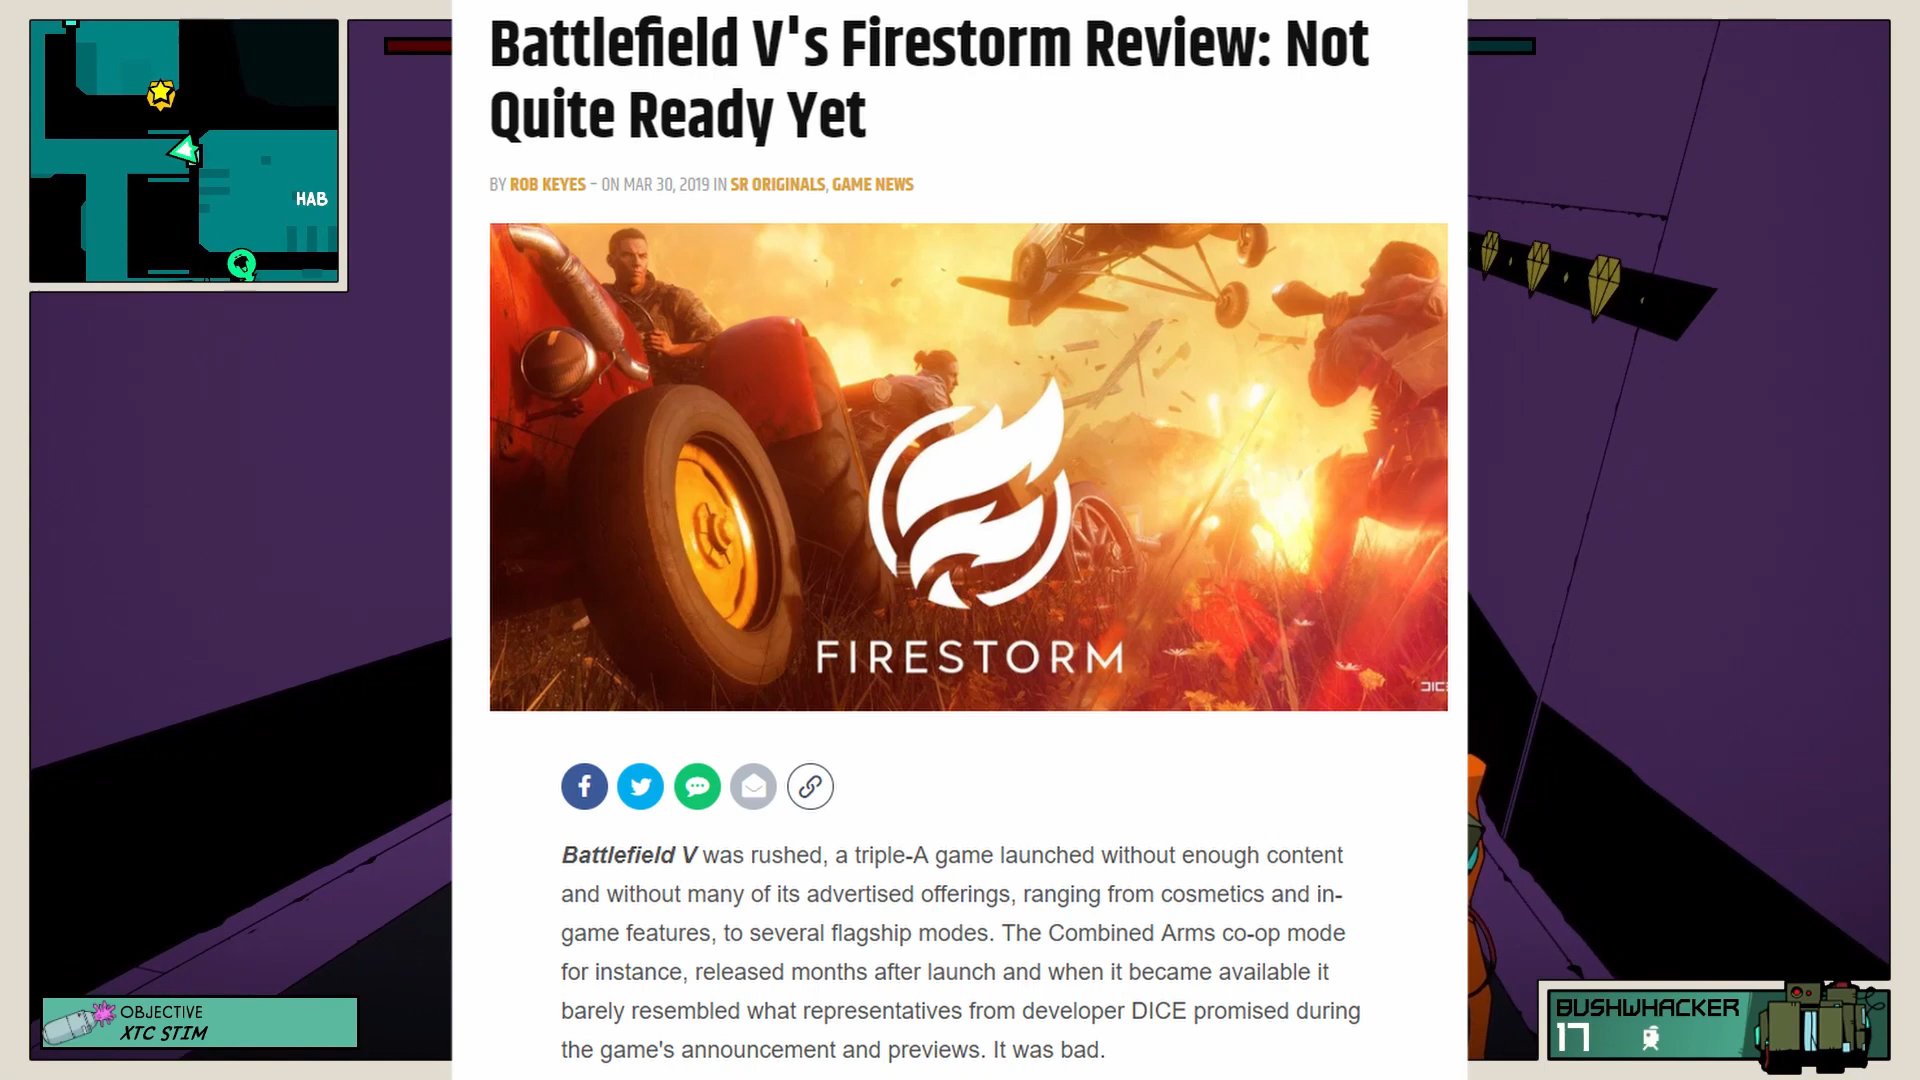 Battlefield V's Firestorm Review: Not
Quite Ready Yet
BY ROB KEYES - ON MAR 30, 2019 IN SR ORIGINALS, GAME NEWS
HAB
FIRESTORM
DICE
Battlefield V was rushed, a triple-A game launched without enough content
and without many of its advertised offerings, ranging from cosmetics and in-
game features, to several flagship modes. The Combined Arms co-op mode
for instance, released months after launch and when it became available it
barely resembled what representatives from developer DICE promised during
the game's announcement and previews. It was bad.
OBJECTIVE
XTC STIM
BUSHWHACKER
17